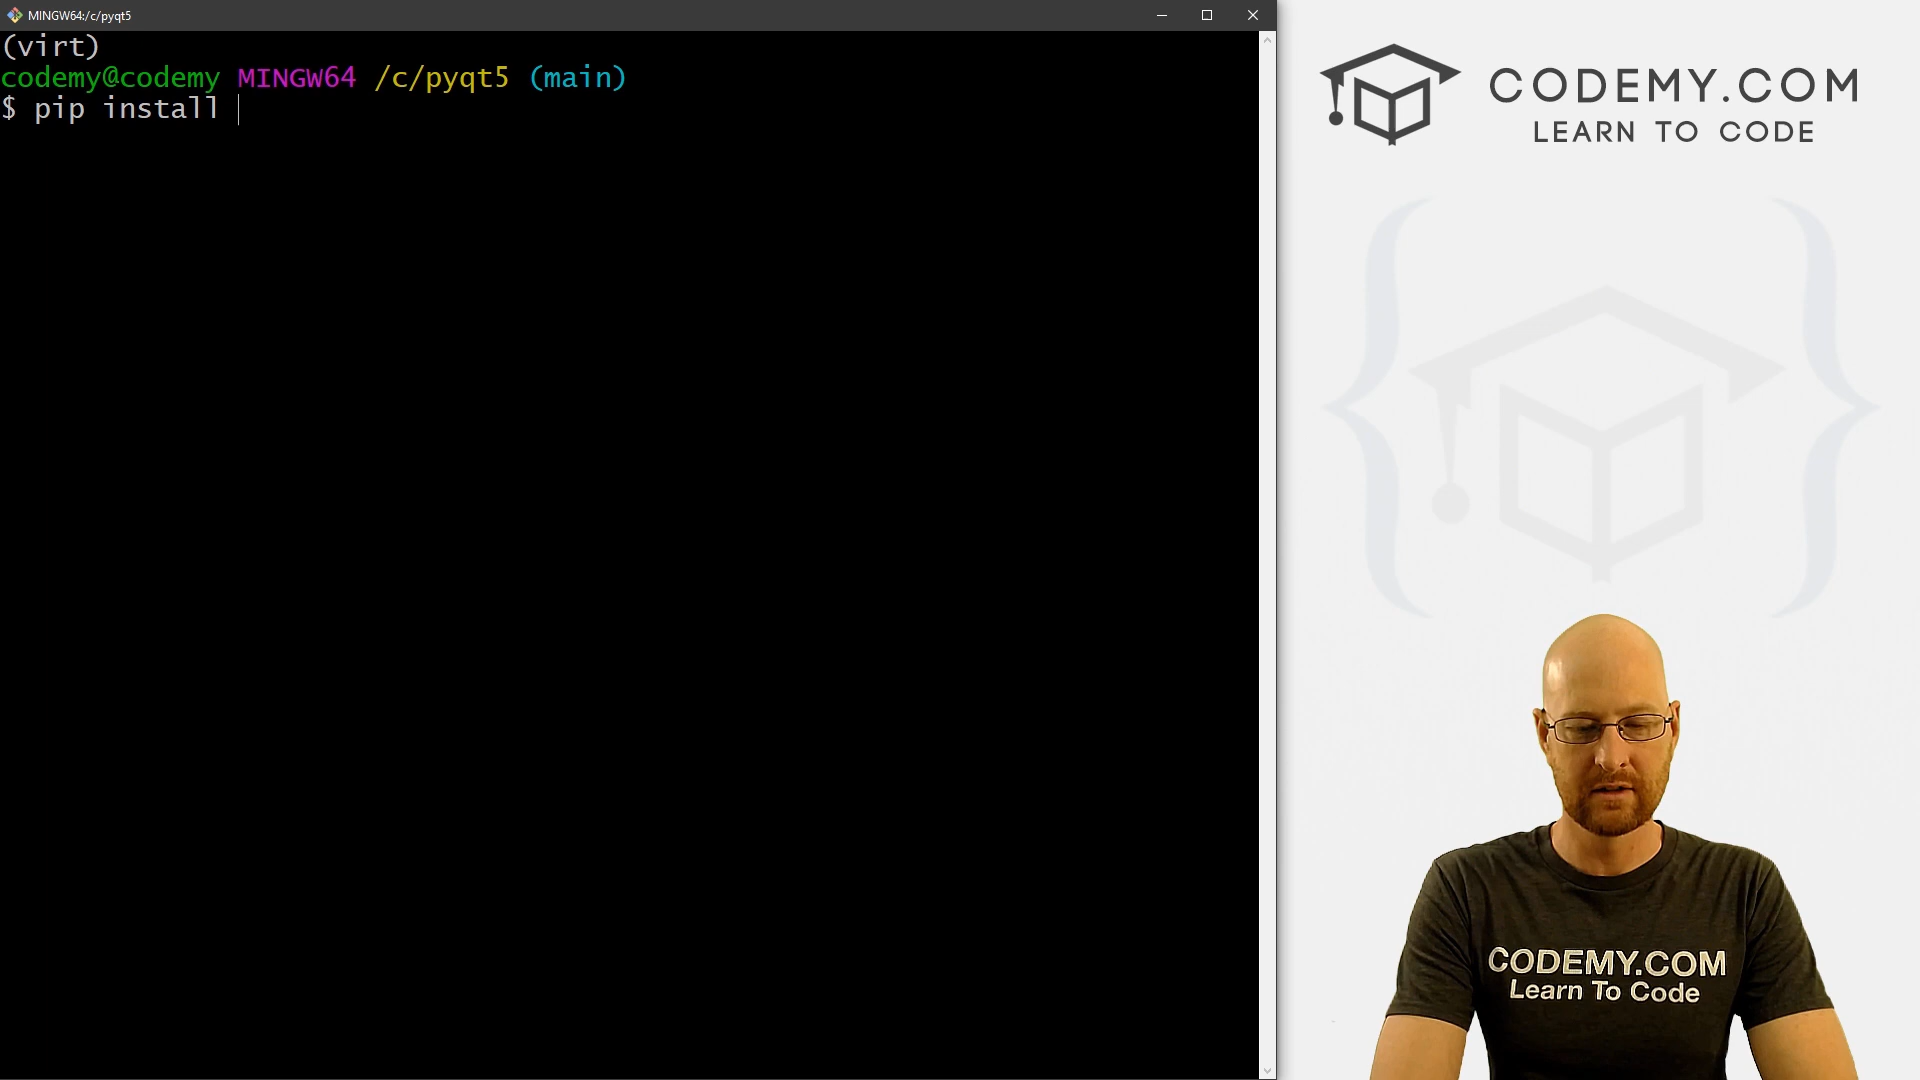 MINGW64:/c/pyqt5
(virt)
codemy@codemy MINGW64 /c/pyqt5 (main)
$ pip install
CODEMY.COM
LEARN TO CODE
CODEMY.COM
Learn To Code